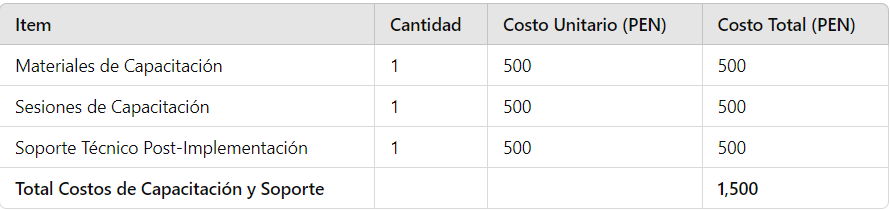 Item Cantidad Costo Unitario (PEN) Costo Total (PEN)
Materiales de Capacitación 1 500 500
Sesiones de Capacitación 1 500 500
Soporte Técnico Post-Implementación 1 500 500
Total Costos de Capacitación y Soporte 1,500